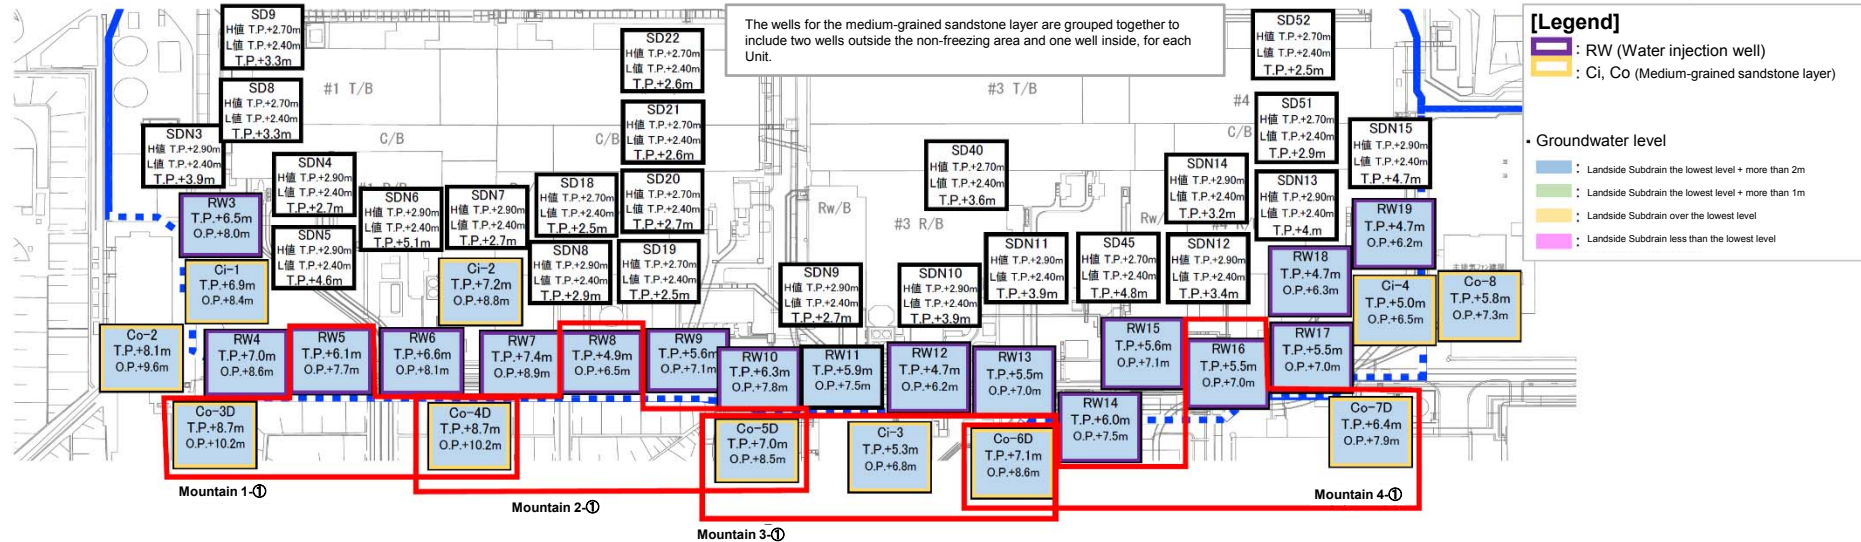 SD9
H値 T.P.+2.70m
L値 T.P.+2.40m
T.P.+3.3m
SD8
H値 T.P.+2.70m
L値 T.P.+2.40m
T.P.+3.3m
SDN3
H値 T.P.+2.90m
L値 T.P.+2.40m
T.P.+3.9m
SDN4
H値 T.P.+2.90m
L値 T.P.+2.40m
T.P.+2.7m
SDN5
H値 T.P.+2.90m
L値 T.P.+2.40m
T.P.+4.6m
SDN6
H値 T.P.+2.90m
L値 T.P.+2.40m
T.P.+5.1m
SDN7
H値 T.P.+2.90m
L値 T.P.+2.40m
T.P.+2.7m
SD18
H値 T.P.+2.70m
L値 T.P.+2.40m
T.P.+2.5m
SDN8
H値 T.P.+2.90m
L値 T.P.+2.40m
T.P.+2.9m
SD22
H値 T.P.+2.70m
L値 T.P.+2.40m
T.P.+2.6m
SD21
H値 T.P.+2.70m
L値 T.P.+2.40m
T.P.+2.6m
SD20
H値 T.P.+2.70m
L値 T.P.+2.40m
T.P.+2.7m
SD19
H値 T.P.+2.70m
L値 T.P.+2.40m
T.P.+2.5m
The wells for the medium-grained sandstone layer are grouped together to
include two wells outside the non-freezing area and one well inside, for each
Unit.
SDN9
H値 T.P.+2.90m
L値 T.P.+2.40m
T.P.+2.7m
SD40
H値 T.P.+2.70m
L値 T.P.+2.40m
T.P.+3.6m
SDN10
H値 T.P.+2.90m
L値 T.P.+2.40m
T.P.+3.9m
SDN11
H値 T.P.+2.90m
L値 T.P.+2.40m
T.P.+3.9m
SD45
H値 T.P.+2.70m
L値 T.P.+2.40m
T.P.+4.8m
SDN14
H値 T.P.+2.90m
L値 T.P.+2.40m
T.P.+3.2m
SDN12
H値 T.P.+2.90m
L値 T.P.+2.40m
T.P.+3.4m
SD52
H値 T.P.+2.70m
L値 T.P.+2.40m
T.P.+2.5m
SD51
H値 T.P.+2.70m
L値 T.P.+2.40m
T.P.+2.9m
SDN13
H値 T.P.+2.90m
L値 T.P.+2.40m
T.P.+4.m
SDN15
H値 T.P.+2.90m
L値 T.P.+2.40m
T.P.+4.7m
#1 T/B
C/B
C/B
#3 T/B
#4
C/B
Rw/B
#3 R/B
Rw/
RW3
T.P.+6.5m
O.P.+8.0m
Ci-1
T.P.+6.9m
O.P.+8.4m
Co-2
T.P.+8.1m
O.P.+9.6m
RW4
T.P.+7.0m
O.P.+8.6m
RW5
T.P.+6.1m
O.P.+7.7m
RW6
T.P.+6.6m
O.P.+8.1m
Ci-2
T.P.+7.2m
O.P.+8.8m
RW7
T.P.+7.4m
O.P.+8.9m
RW8
T.P.+4.9m
O.P.+6.5m
RW9
T.P.+5.6m
O.P.+7.1m
RW10
T.P.+6.3m
O.P.+7.8m
RW11
T.P.+5.9m
O.P.+7.5m
RW12
T.P.+4.7m
O.P.+6.2m
RW13
T.P.+5.5m
O.P.+7.0m
RW15
T.P.+5.6m
O.P.+7.1m
RW14
T.P.+6.0m
O.P.+7.5m
RW16
T.P.+5.5m
O.P.+7.0m
RW17
T.P.+5.5m
O.P.+7.0m
RW18
T.P.+4.7m
O.P.+6.3m
RW19
T.P.+4.7m
O.P.+6.2m
Ci-4
T.P.+5.0m
O.P.+6.5m
Co-8
T.P.+5.8m
O.P.+7.3m
Co-3D
T.P.+8.7m
O.P.+10.2m
Co-4D
T.P.+8.7m
O.P.+10.2m
Co-5D
T.P.+7.0m
O.P.+8.5m
Ci-3
T.P.+5.3m
O.P.+6.8m
Co-6D
T.P.+7.1m
O.P.+8.6m
Co-7D
T.P.+6.4m
O.P.+7.9m
Mountain 1-①
Mountain 2-①
Mountain 3-①
Mountain 4-①
[Legend]
: RW (Water injection well)
: Ci, Co (Medium-grained sandstone layer)
▪ Groundwater level
: Landside Subdrain the lowest level + more than 2m
: Landside Subdrain the lowest level + more than 1m
: Landside Subdrain over the lowest level
: Landside Subdrain less than the lowest level